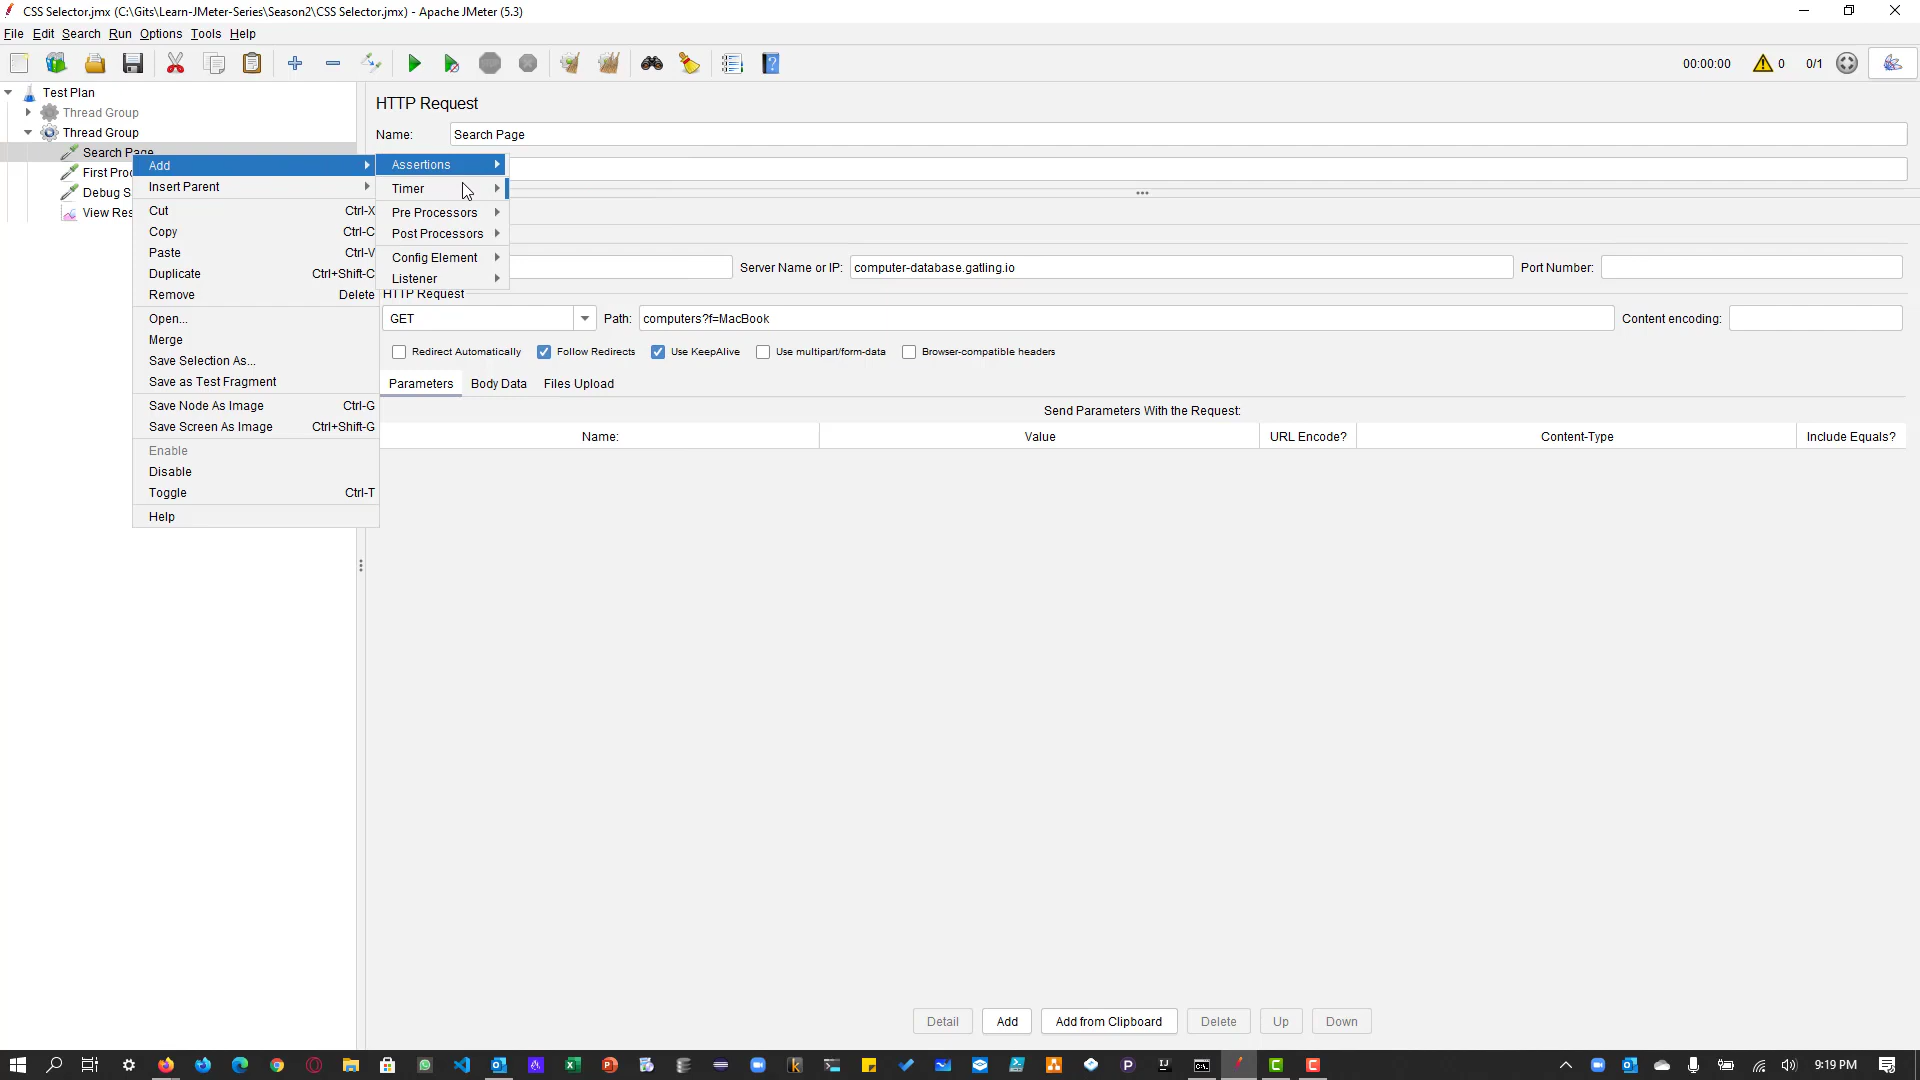 CSS Selector.jmx (C:\Gits\Learn-JMeter-Series\Season2\CSS Selector.jmx) - Apache JMeter (5.3)
File Edit Search Run Options Tools Help
00:00:00 0 0/1
Test Plan
Thread Group
Thread Group
Search Page
First Pro
Debug S
View Res
Add
Insert Parent
Cut Ctrl-X
Copy Ctrl-C
Paste Ctrl-V
Duplicate Ctrl+Shift-C
Remove Delete
Open...
Merge
Save Selection As...
Save as Test Fragment
Save Node As Image Ctrl-G
Save Screen As Image Ctrl+Shift-G
Enable
Disable
Toggle Ctrl-T
Help
Assertions
Timer
Pre Processors
Post Processors
Config Element
Listener
HTTP Request
Name: Search Page
Server Name or IP: computer-database.gatling.io Port Number:
HTTP Request
GET Path: computers?f=MacBook Content encoding:
Redirect Automatically Follow Redirects Use KeepAlive Use multipart/form-data Browser-compatible headers
Parameters Body Data Files Upload
Send Parameters With the Request:
Name: Value URL Encode? Content-Type Include Equals?
Detail Add Add from Clipboard Delete Up Down
9:19 PM